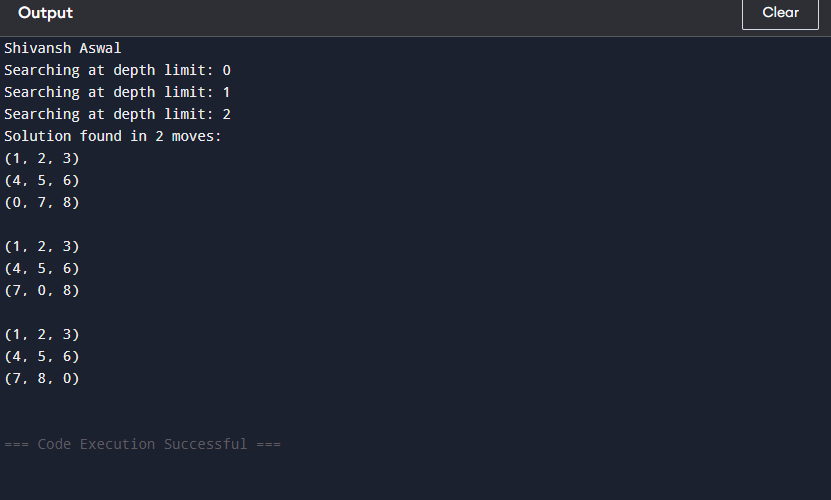 Output
Clear
Shivansh Aswal
Searching at depth limit: 0
Searching at depth limit: 1
Searching at depth limit: 2
Solution found in 2 moves:
(1, 2, 3)
(4, 5, 6)
(0, 7, 8)
(1, 2, 3)
(4, 5, 6)
(7, 0, 8)
(1, 2, 3)
(4, 5, 6)
(7, 8, 0)
=== Code Execution Successful ===